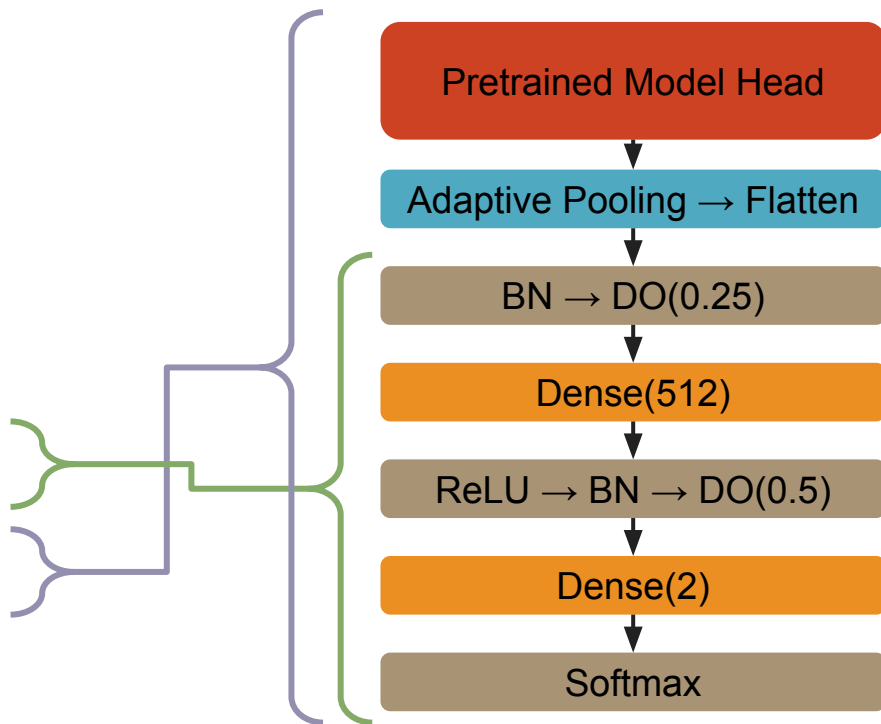 Pretrained Model Head
Adaptive Pooling → Flatten
BN → DO(0.25)
Dense(512)
ReLU → BN → DO(0.5)
Dense(2)
Softmax